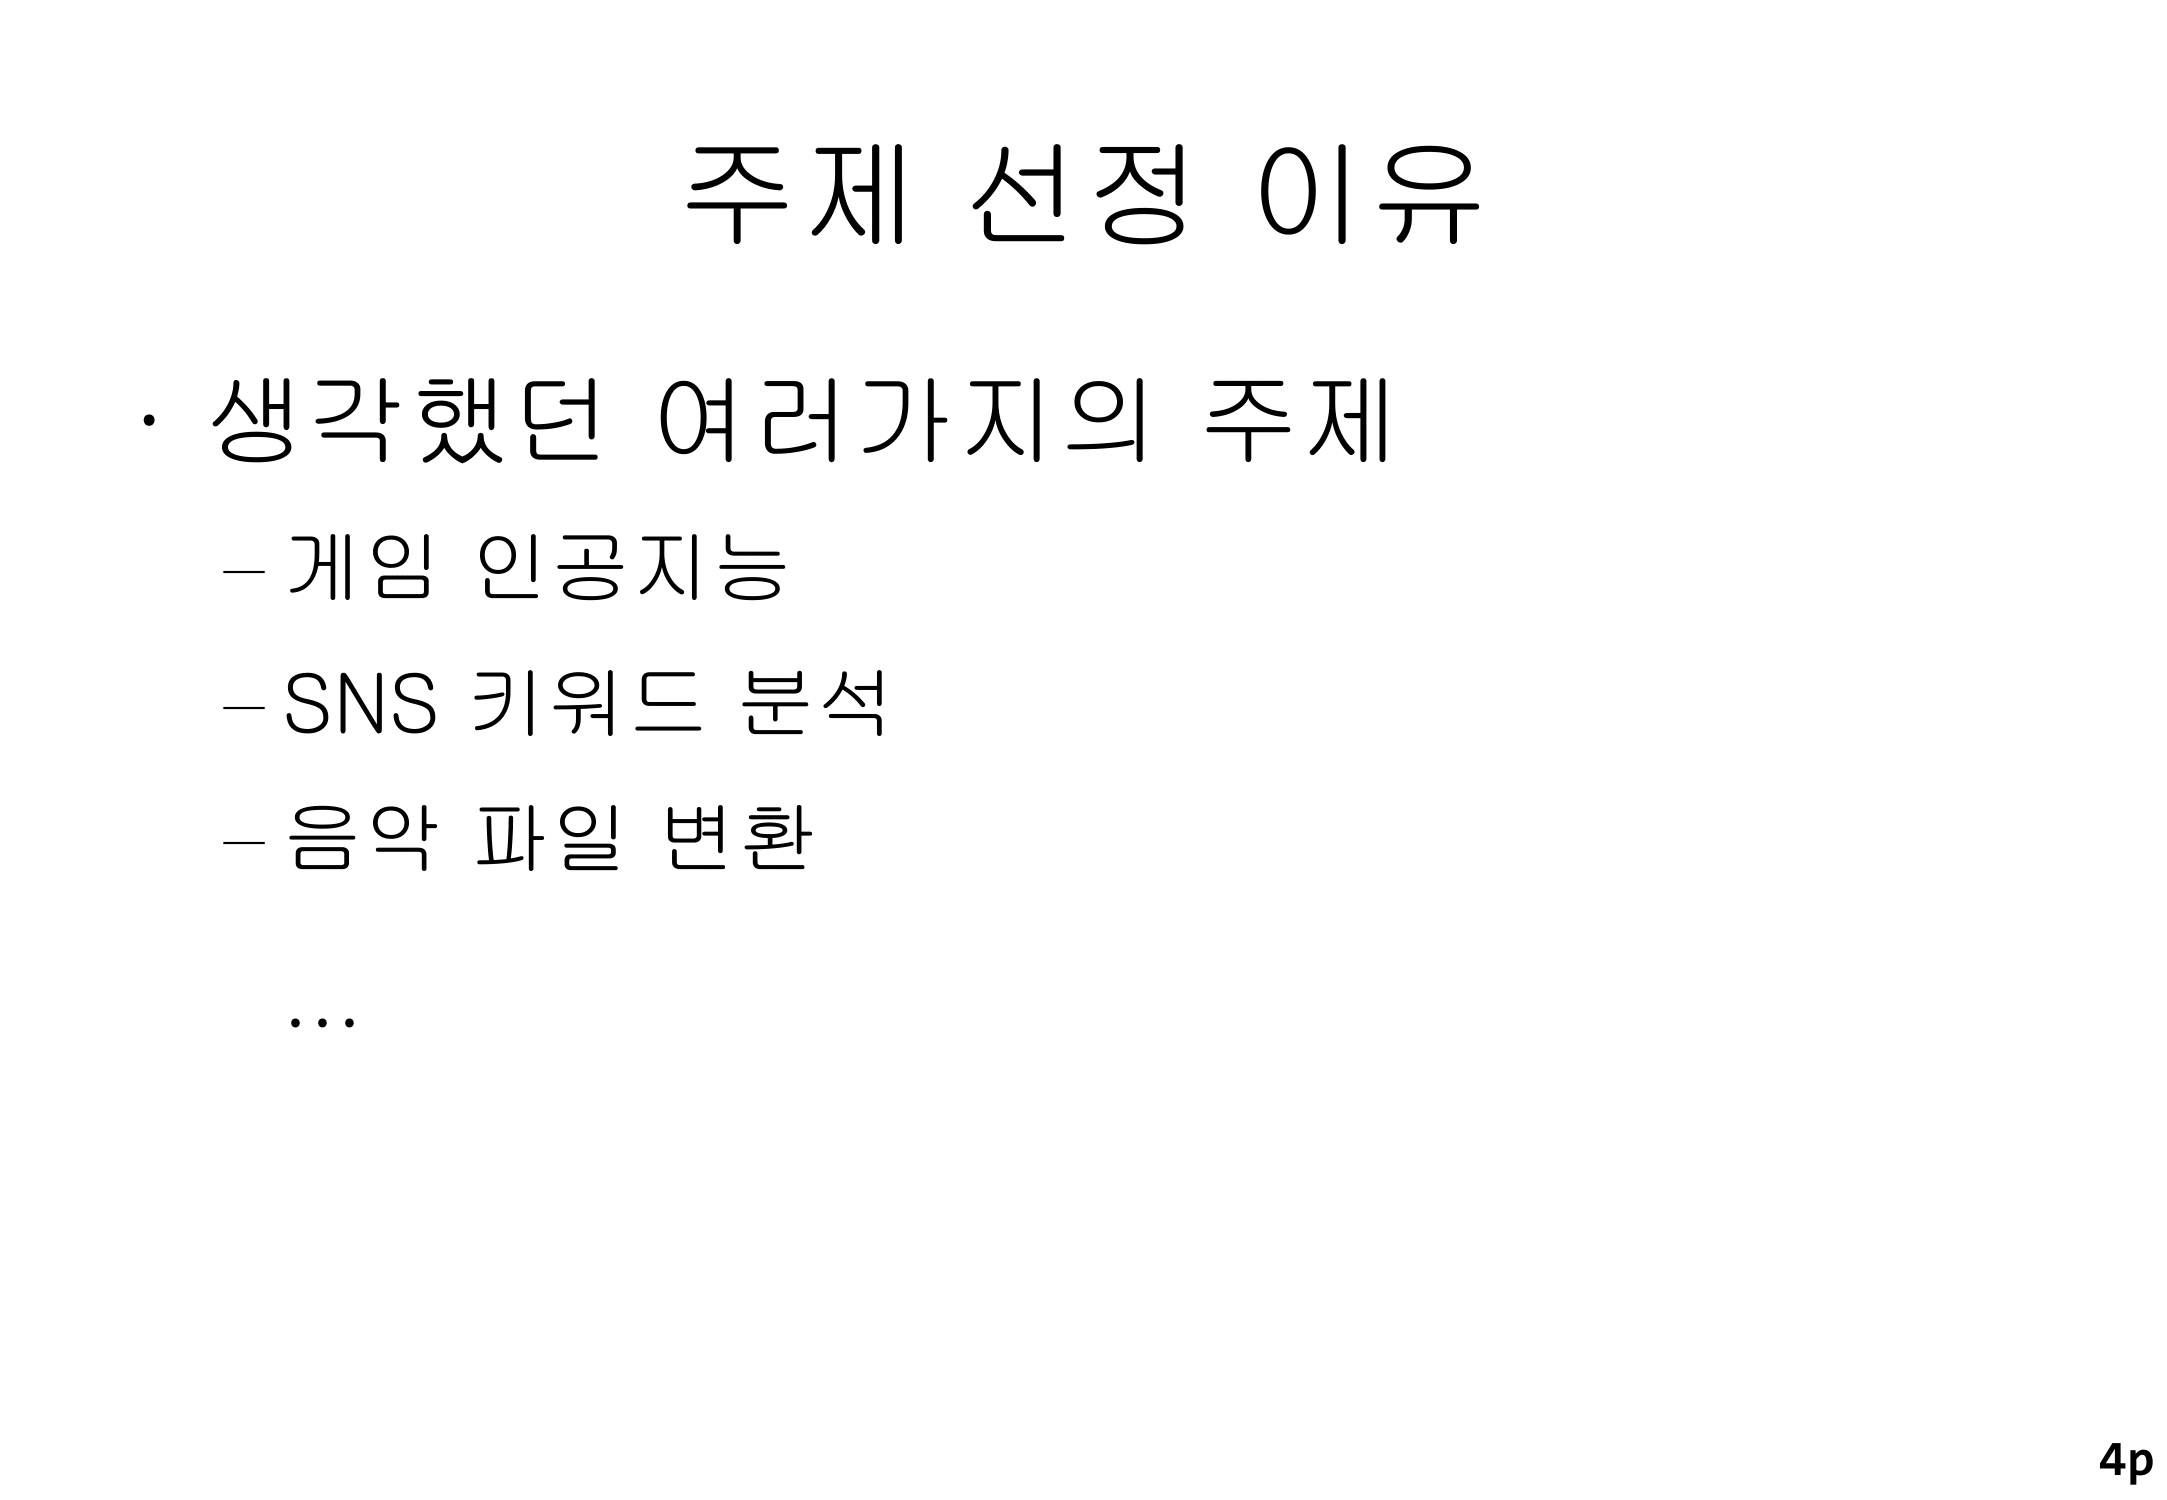 주제 선정 이유
• 생각했던 여러가지의 주제
– 게임 인공지능
– SNS 키워드 분석
– 음악 파일 변환
…
4p